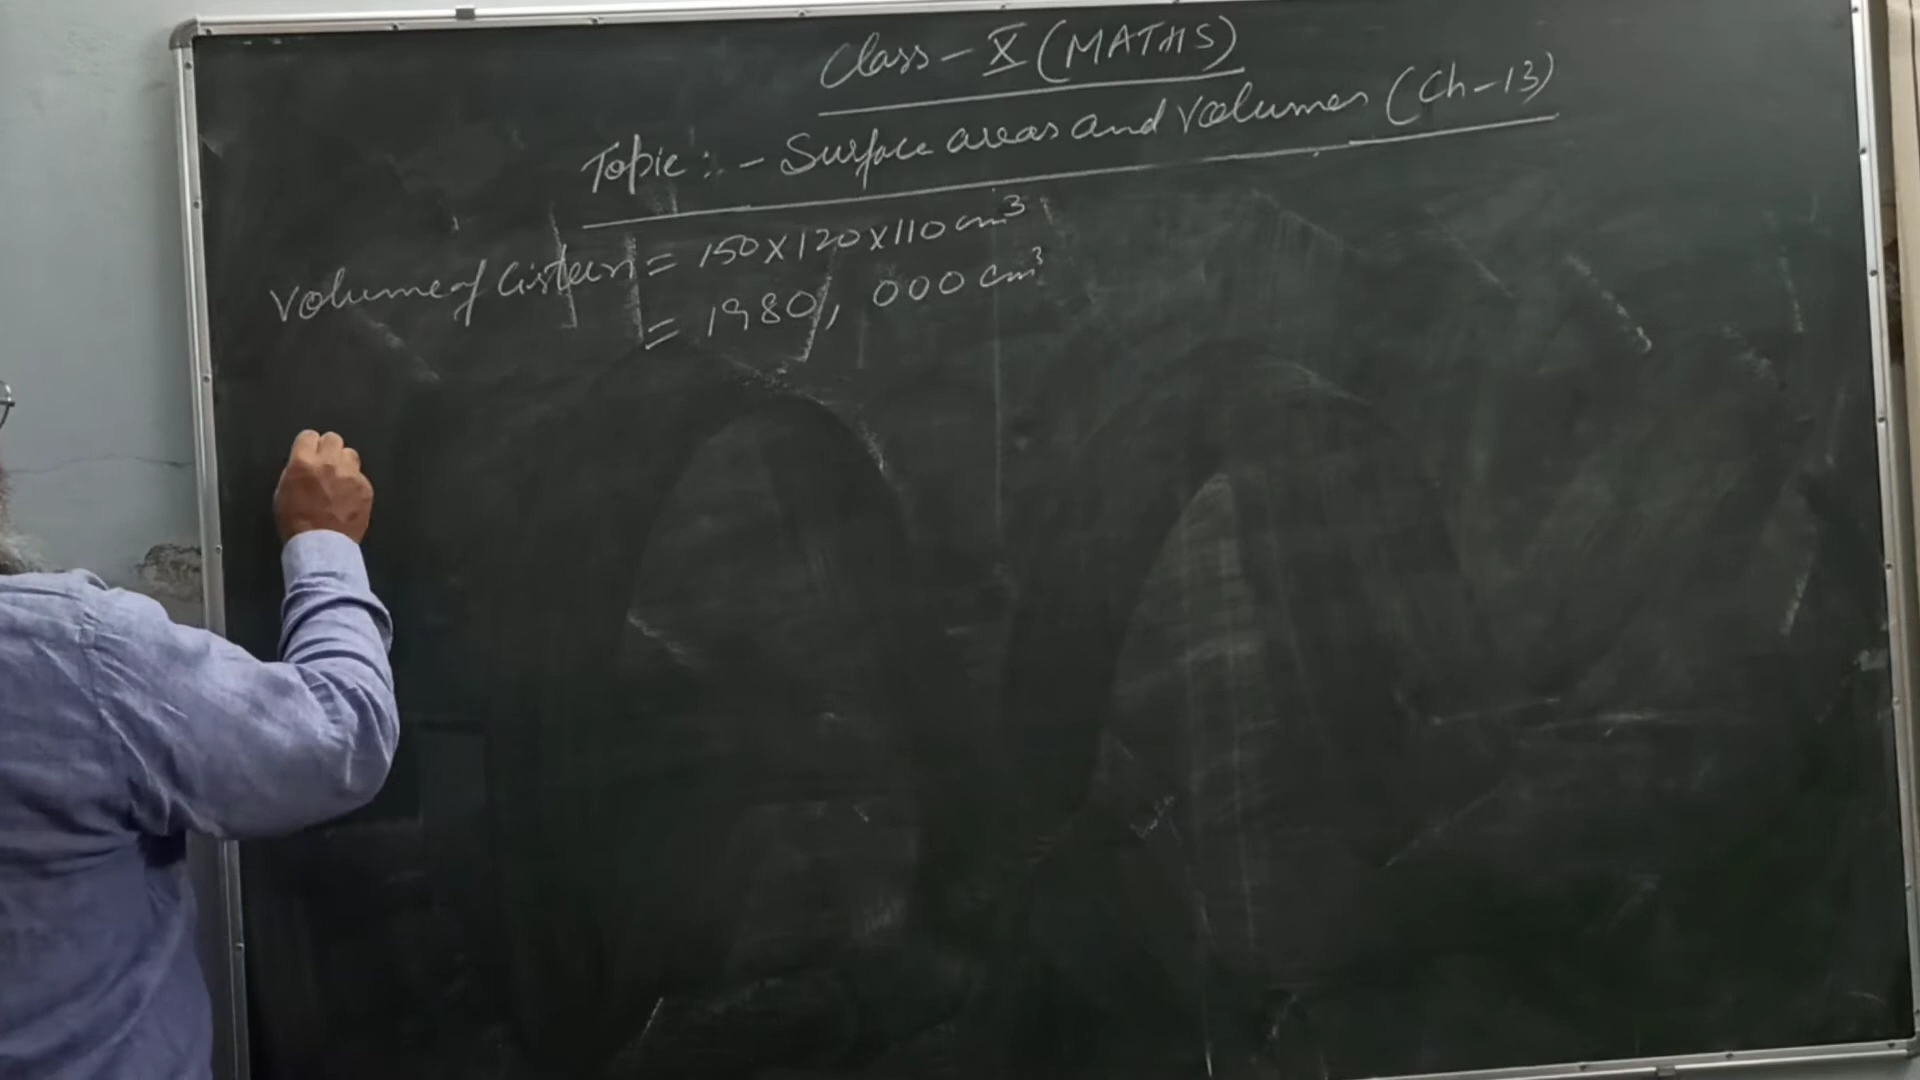 Class - X (MATHS)
Topic : - Surface areas and Volumes (Ch-13)
Volume of Cistern = 150 x 120 x 110 cm³
= 1980, 000 cm³